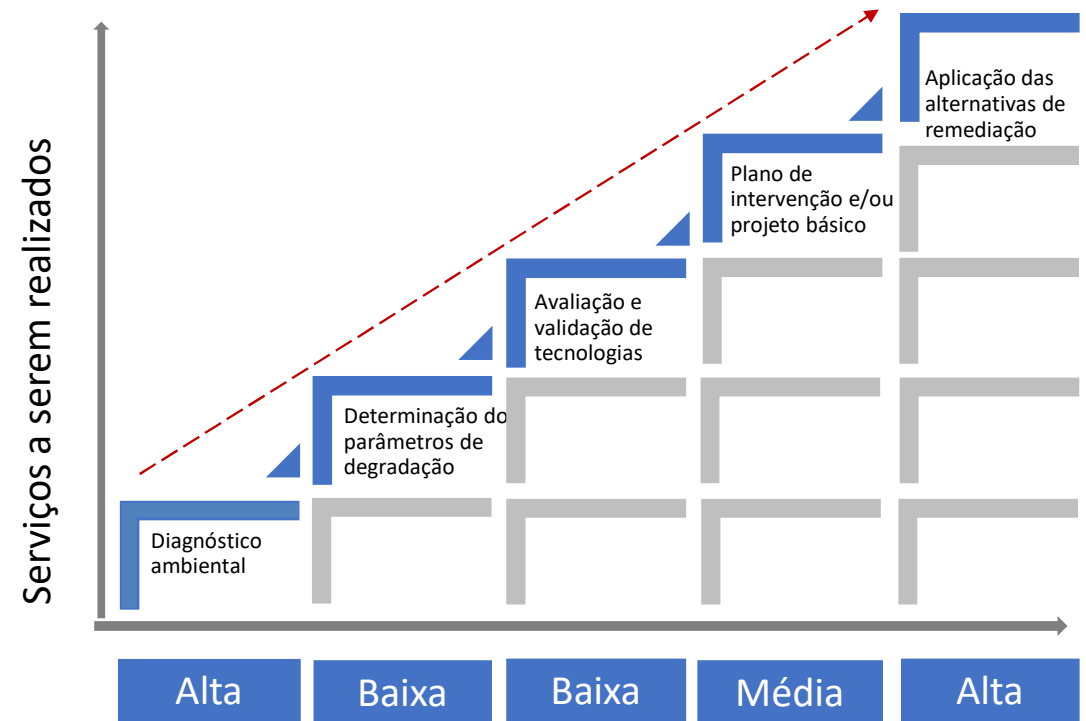 Serviços a serem realizados
Aplicação das
alternativas de
remediação
Plano de
intervenção e/ou
projeto básico
Avaliação e
validação de
tecnologias
Determinação do
parâmetros de
degradação
Diagnóstico
ambiental
Alta
Baixa
Baixa
Média
Alta